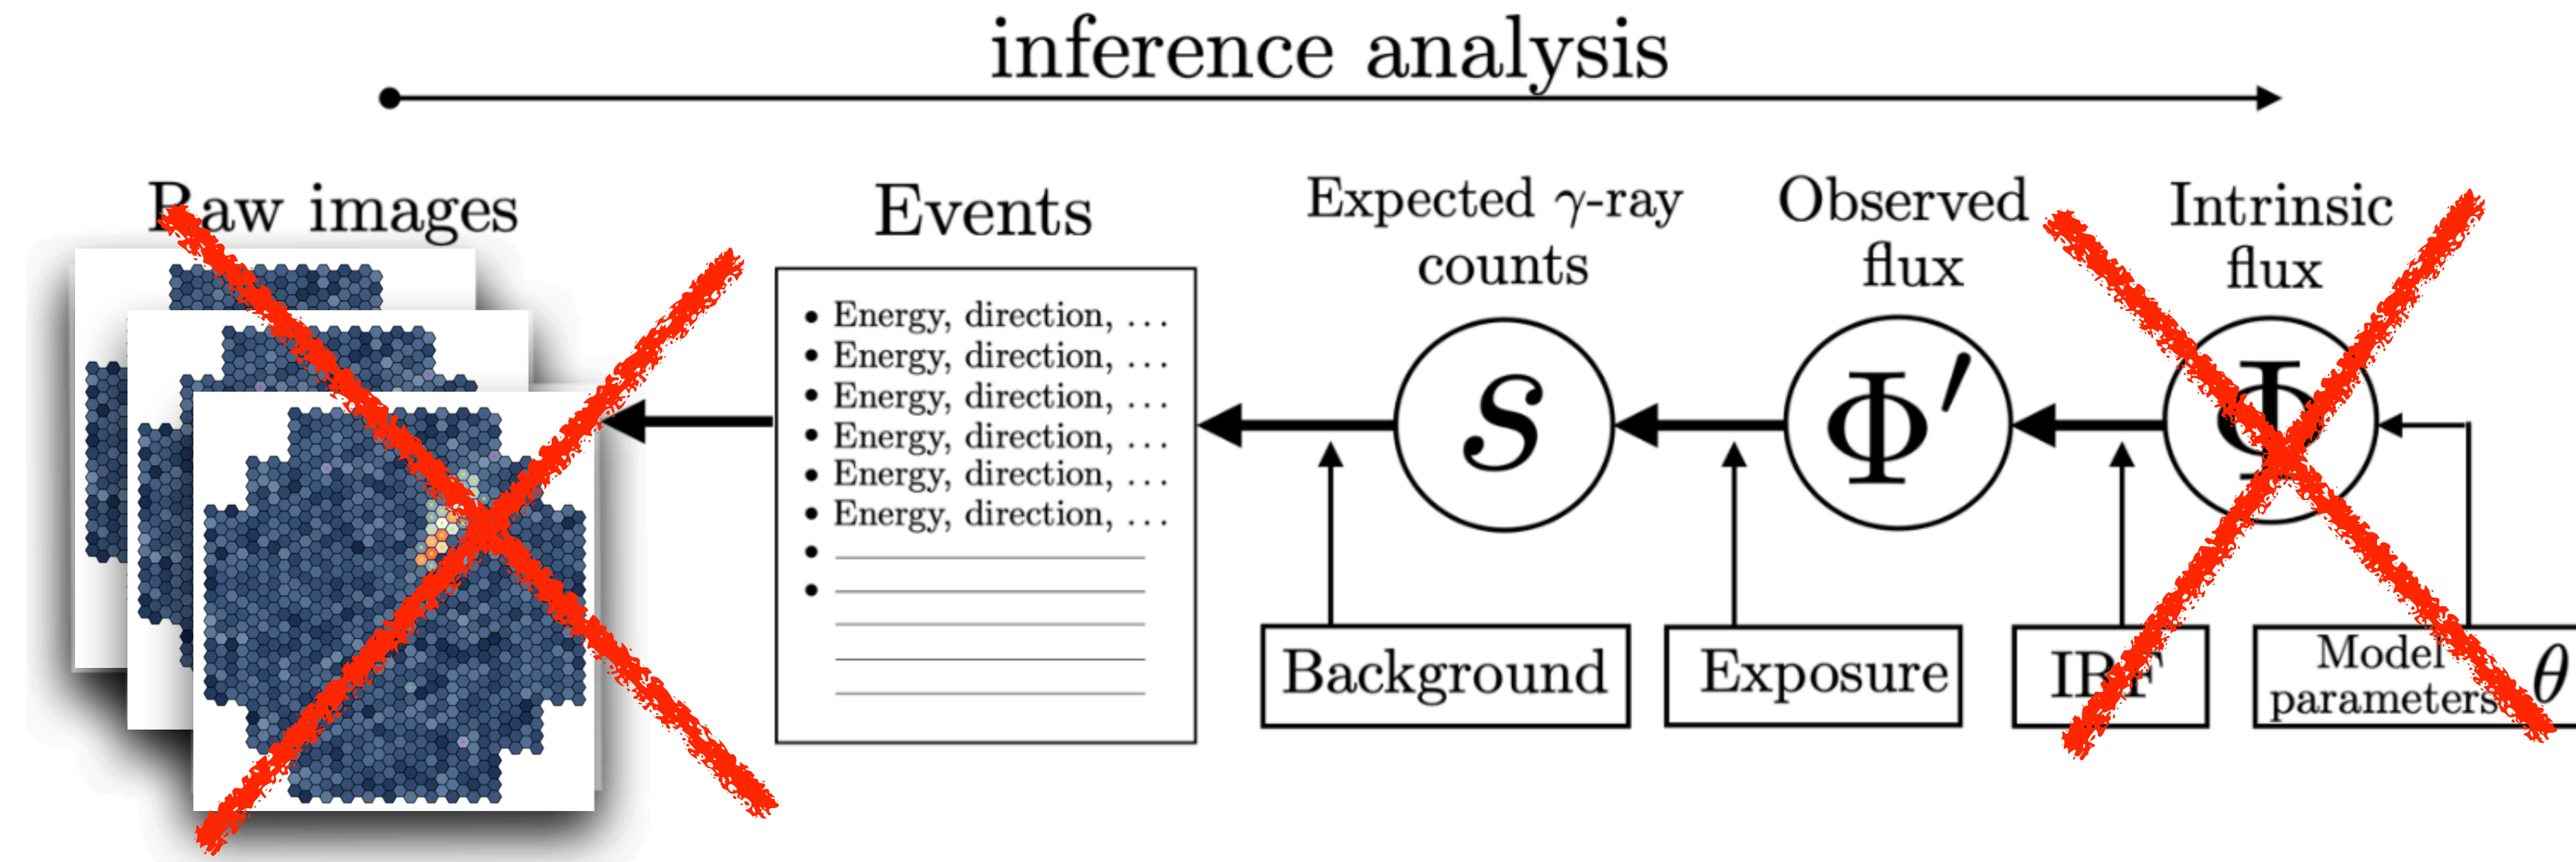 inference analysis
Raw images
Events
Expected γ-ray
counts
Observed
flux
Intrinsic
flux
• Energy, direction, ...
• Energy, direction, ...
• Energy, direction, ...
• Energy, direction, ...
• Energy, direction, ...
• Energy, direction, ...
s
Φ′
Φ
Background
Exposure
IRF
Model
parameters θ